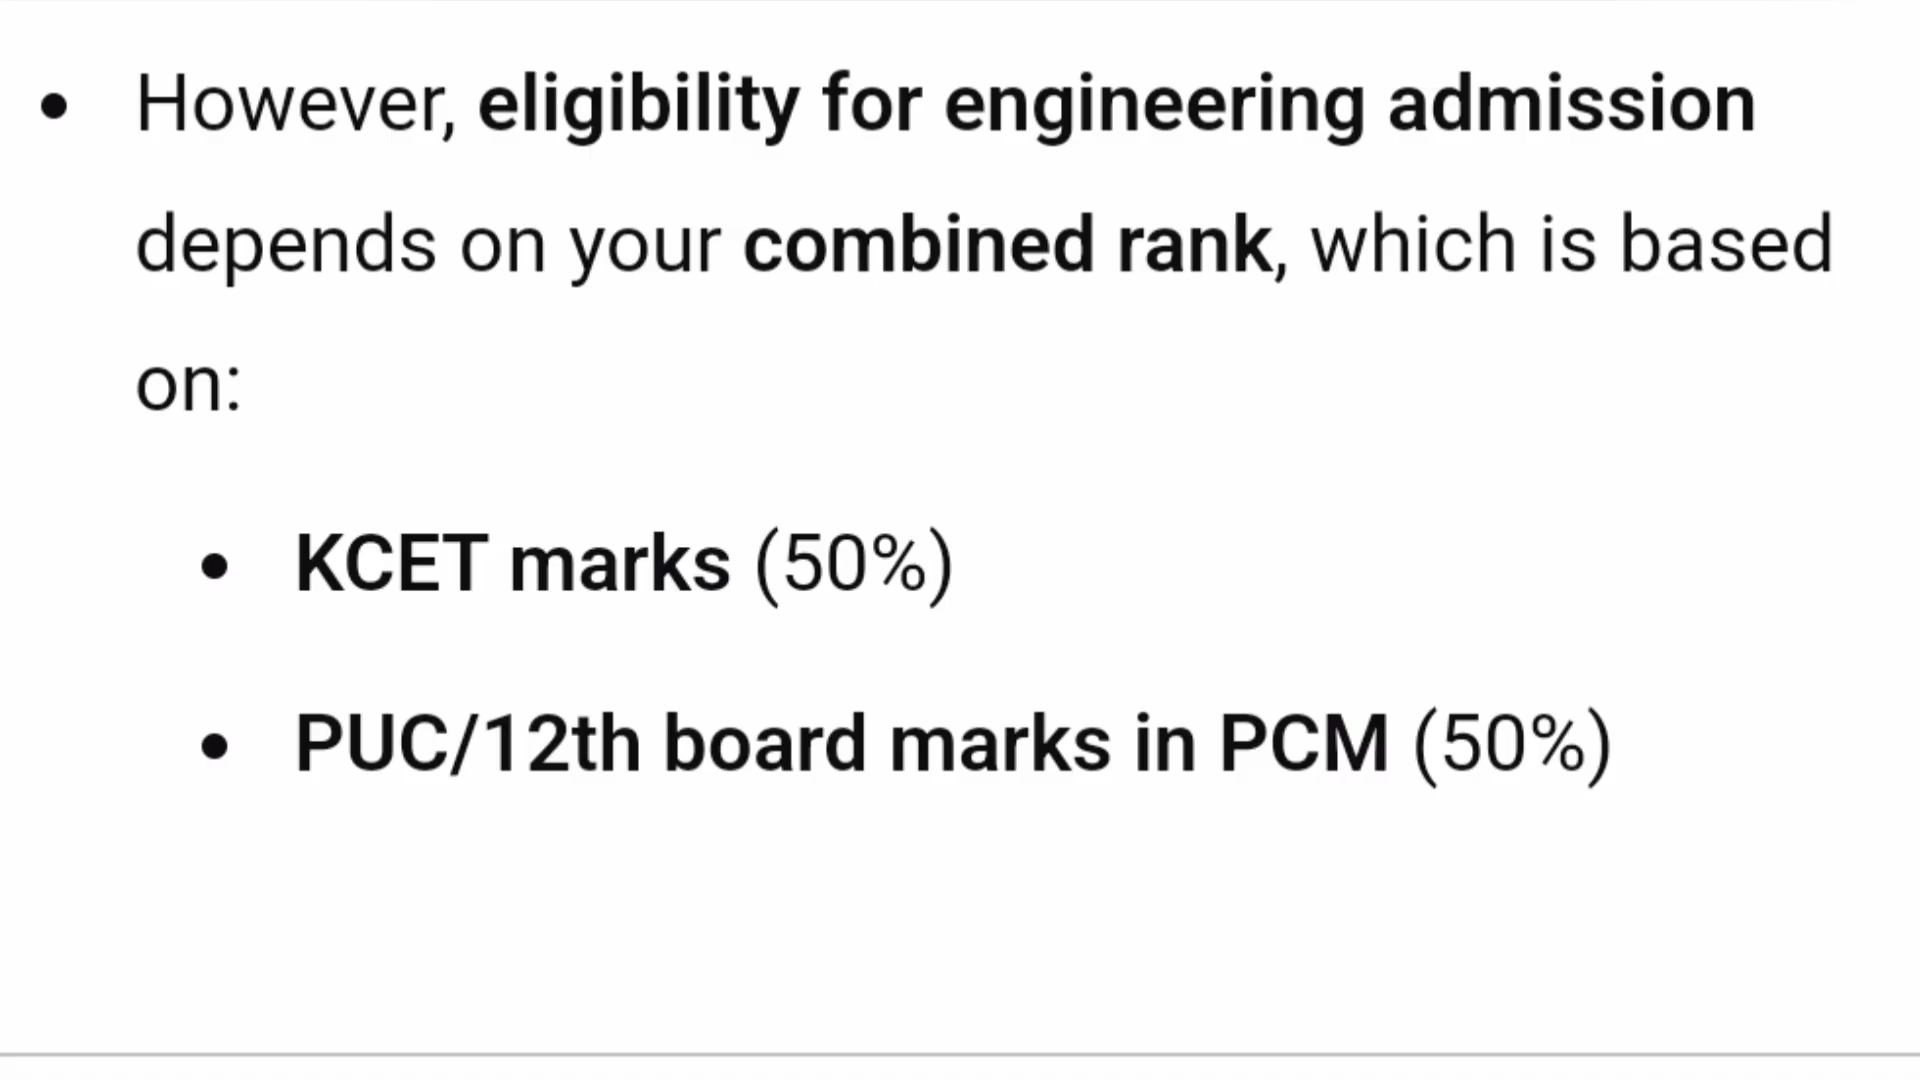 • However, eligibility for engineering admission
depends on your combined rank, which is based
on:
• KCET marks (50%)
• PUC/12th board marks in PCM (50%)